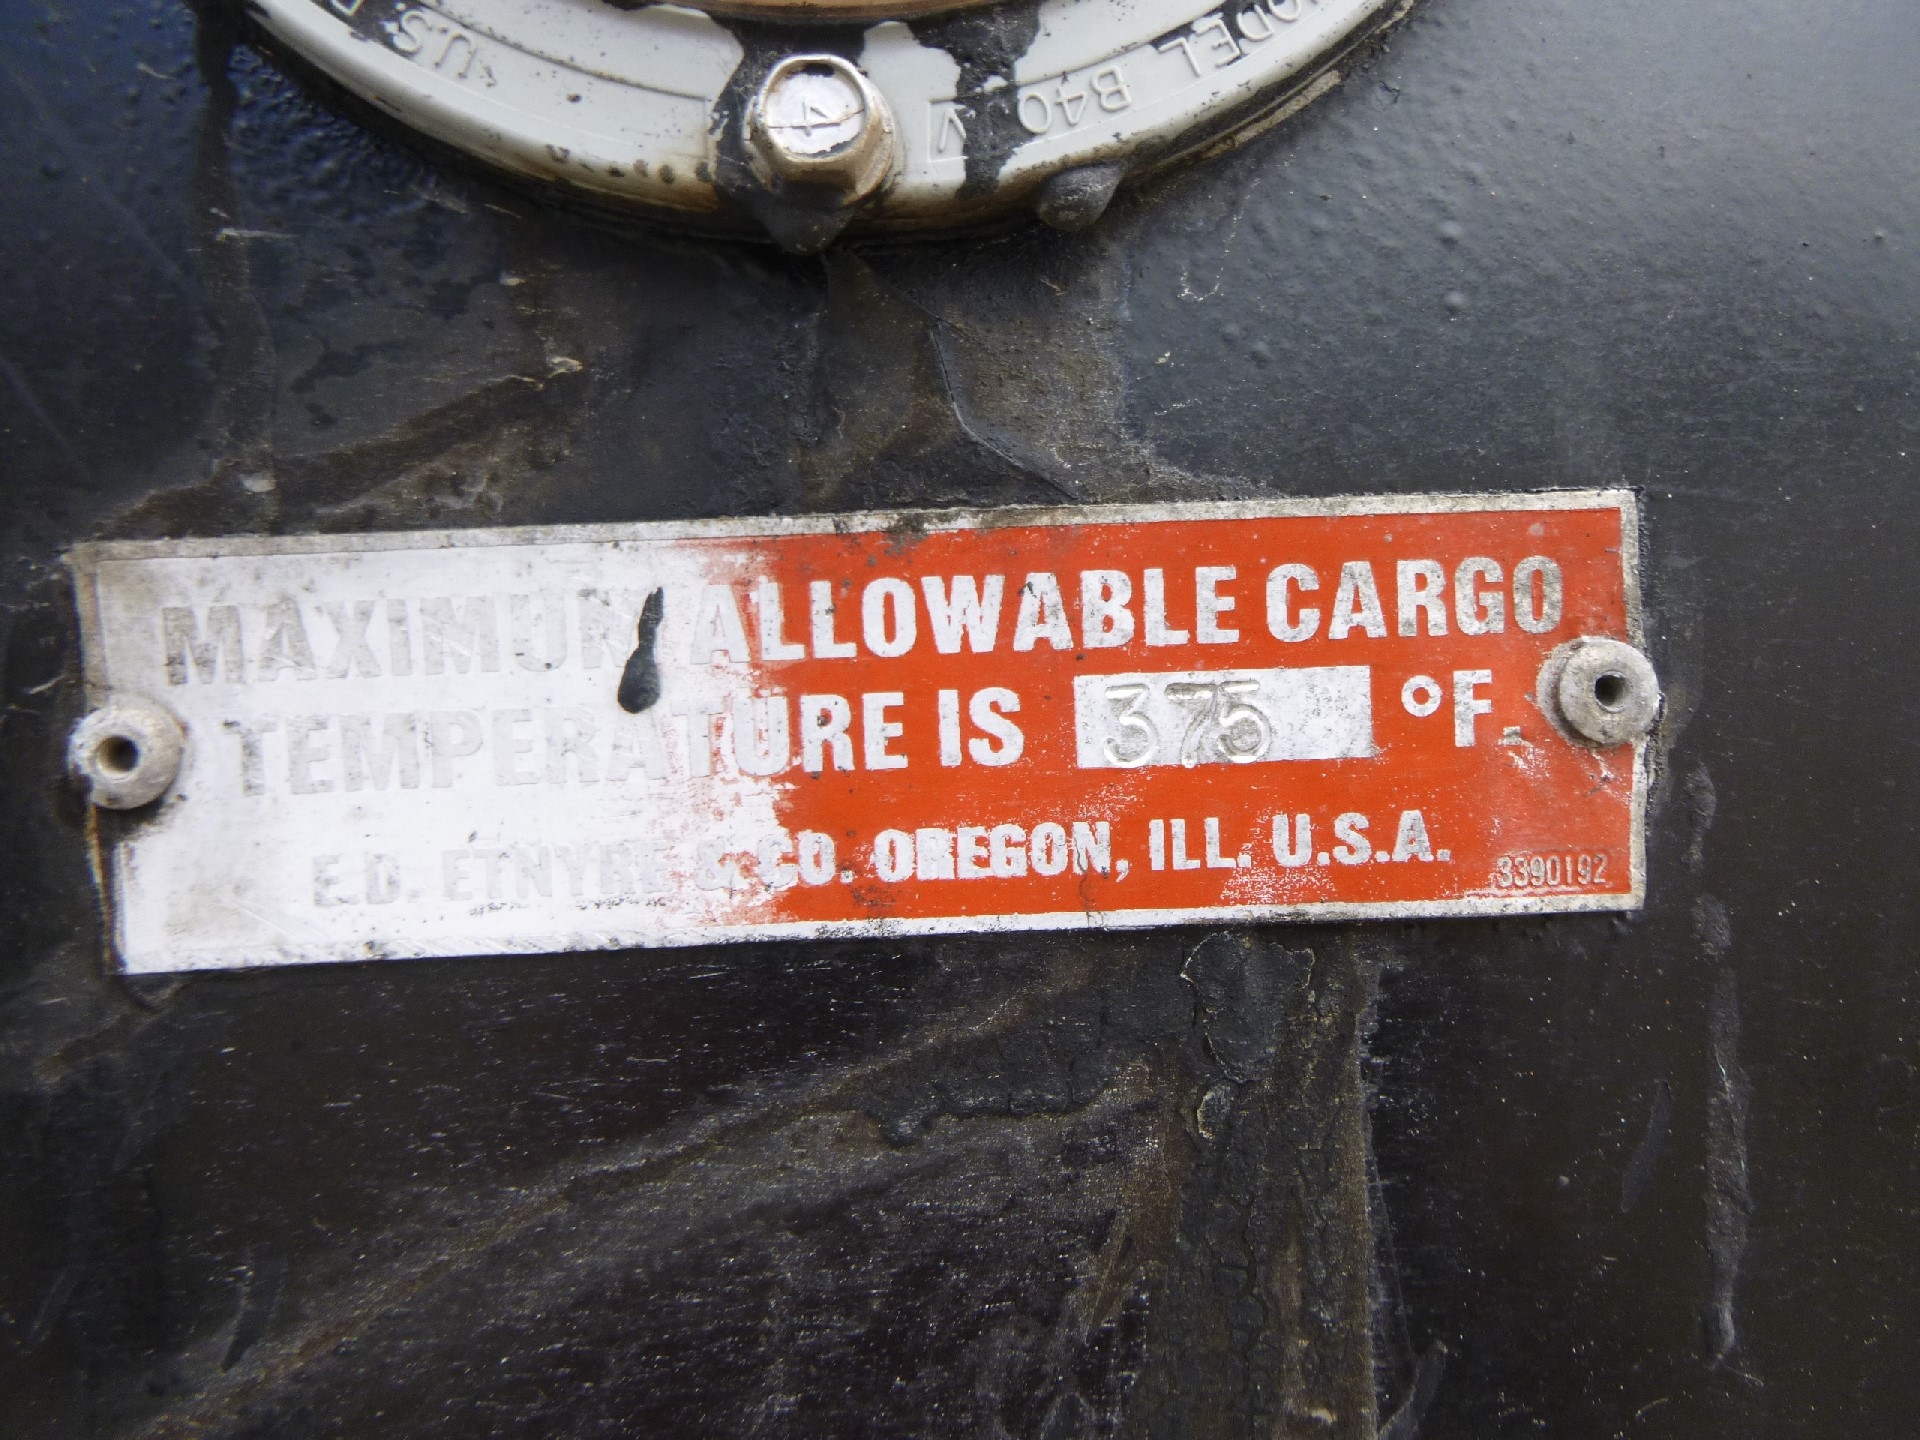 U.S.
MODEL B40 V
MAXIMUM ALLOWABLE CARGO
TEMPERATURE IS 375 °F.
E.D. ETNYRE & CO. OREGON, ILL. U.S.A.
3390192